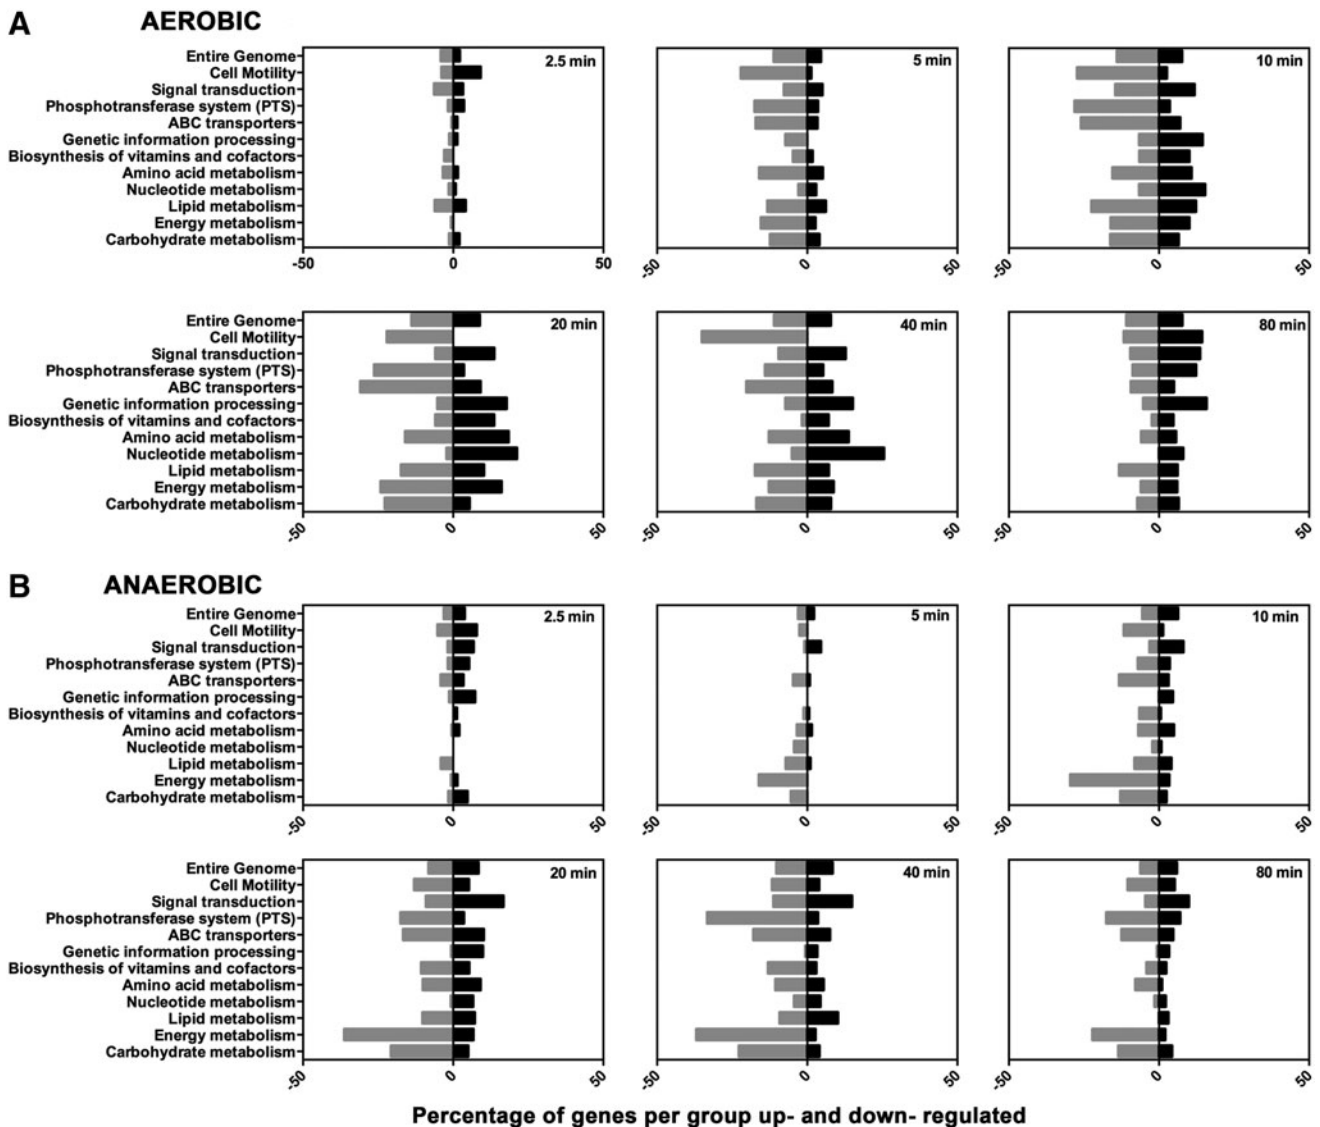 A
AEROBIC
Entire Genome
Cell Motility
Signal transduction
Phosphotransferase system (PTS)
ABC transporters
Genetic information processing
Biosynthesis of vitamins and cofactors
Amino acid metabolism
Nucleotide metabolism
Lipid metabolism
Energy metabolism
Carbohydrate metabolism
2.5 min
-50 0 50
5 min
-50 0 50
10 min
-50 0 50
Entire Genome
Cell Motility
Signal transduction
Phosphotransferase system (PTS)
ABC transporters
Genetic information processing
Biosynthesis of vitamins and cofactors
Amino acid metabolism
Nucleotide metabolism
Lipid metabolism
Energy metabolism
Carbohydrate metabolism
20 min
-50 0 50
40 min
-50 0 50
80 min
-50 0 50
B
ANAEROBIC
Entire Genome
Cell Motility
Signal transduction
Phosphotransferase system (PTS)
ABC transporters
Genetic information processing
Biosynthesis of vitamins and cofactors
Amino acid metabolism
Nucleotide metabolism
Lipid metabolism
Energy metabolism
Carbohydrate metabolism
2.5 min
-50 0 50
5 min
-50 0 50
10 min
-50 0 50
Entire Genome
Cell Motility
Signal transduction
Phosphotransferase system (PTS)
ABC transporters
Genetic information processing
Biosynthesis of vitamins and cofactors
Amino acid metabolism
Nucleotide metabolism
Lipid metabolism
Energy metabolism
Carbohydrate metabolism
20 min
-50 0 50
40 min
-50 0 50
80 min
-50 0 50
Percentage of genes per group up- and down- regulated